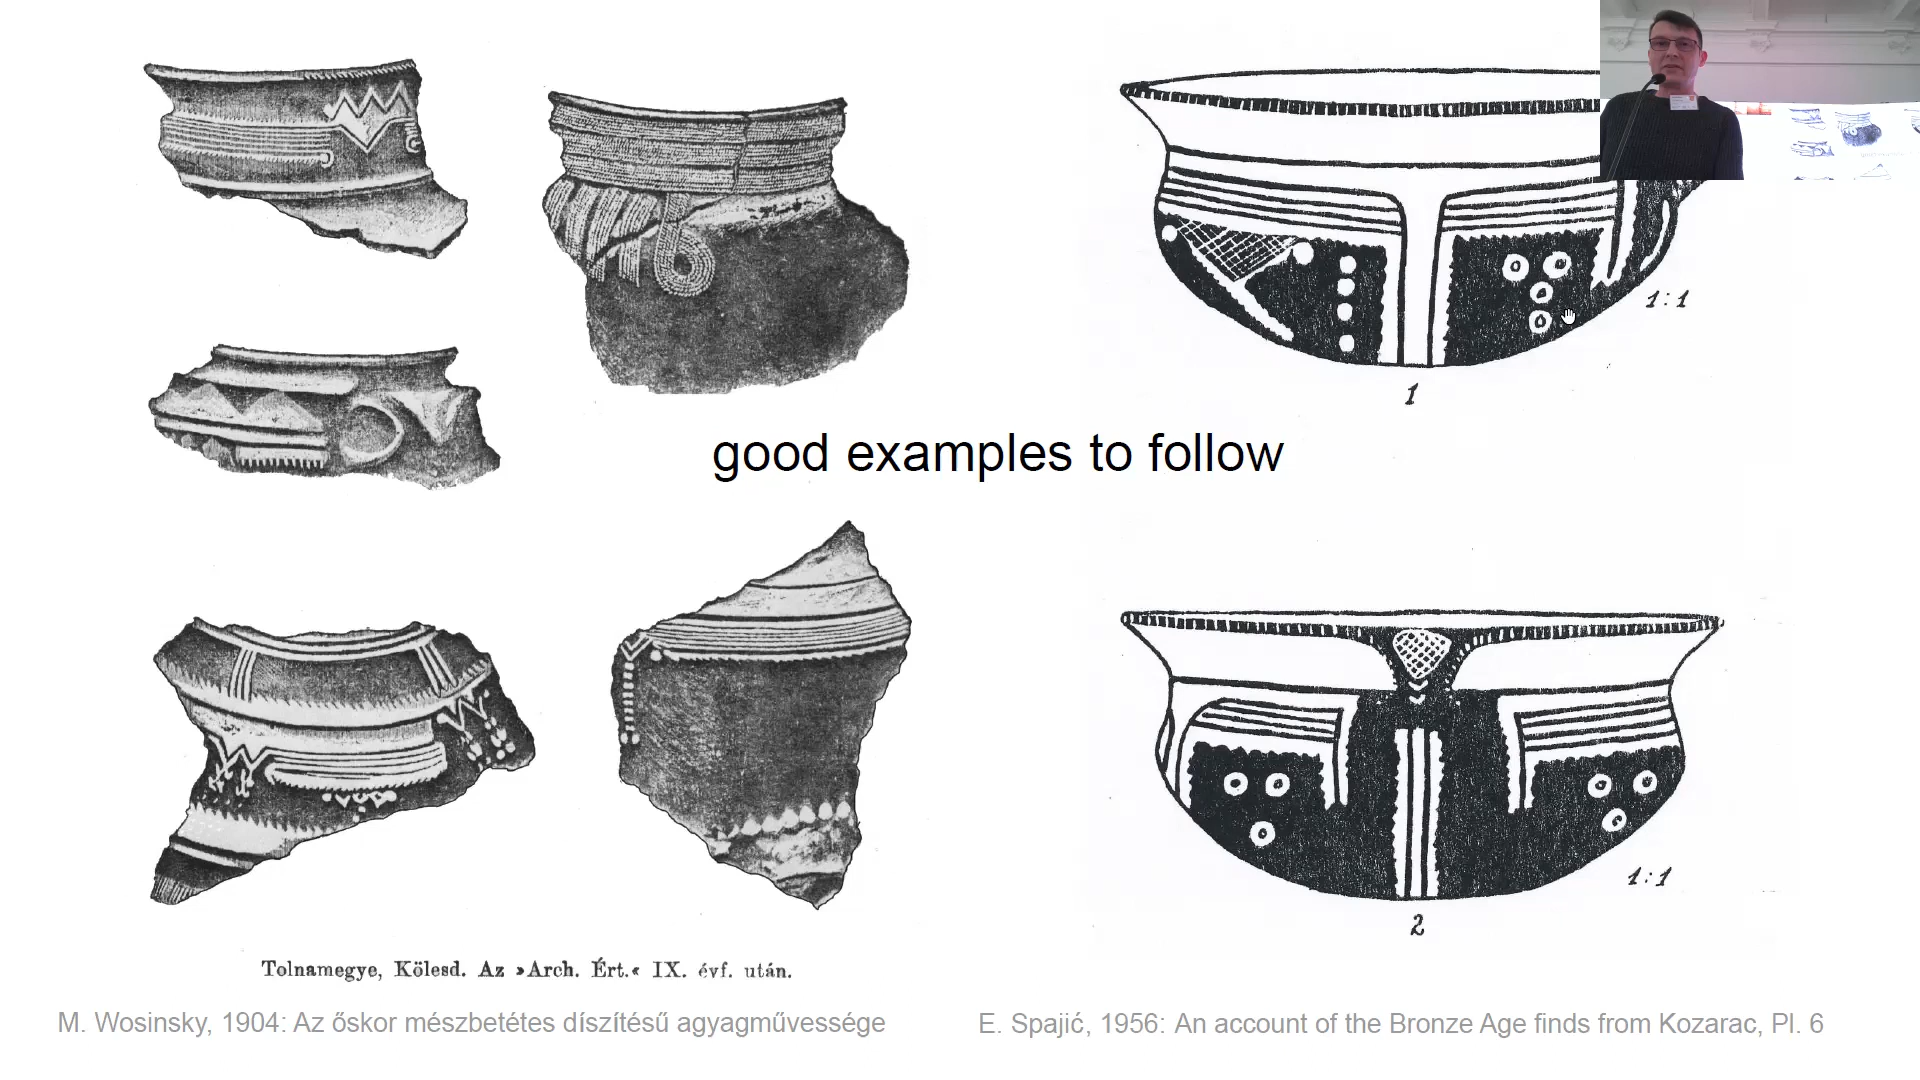 1:1
1
good examples to follow
1:1
2
Tolnamegye, Kölesd. Az »Arch. Ért.« IX. évf. után.
M. Wosinsky, 1904: Az őskor mészbetétes díszítésű agyagművessége
E. Spajić, 1956: An account of the Bronze Age finds from Kozarac, Pl. 6